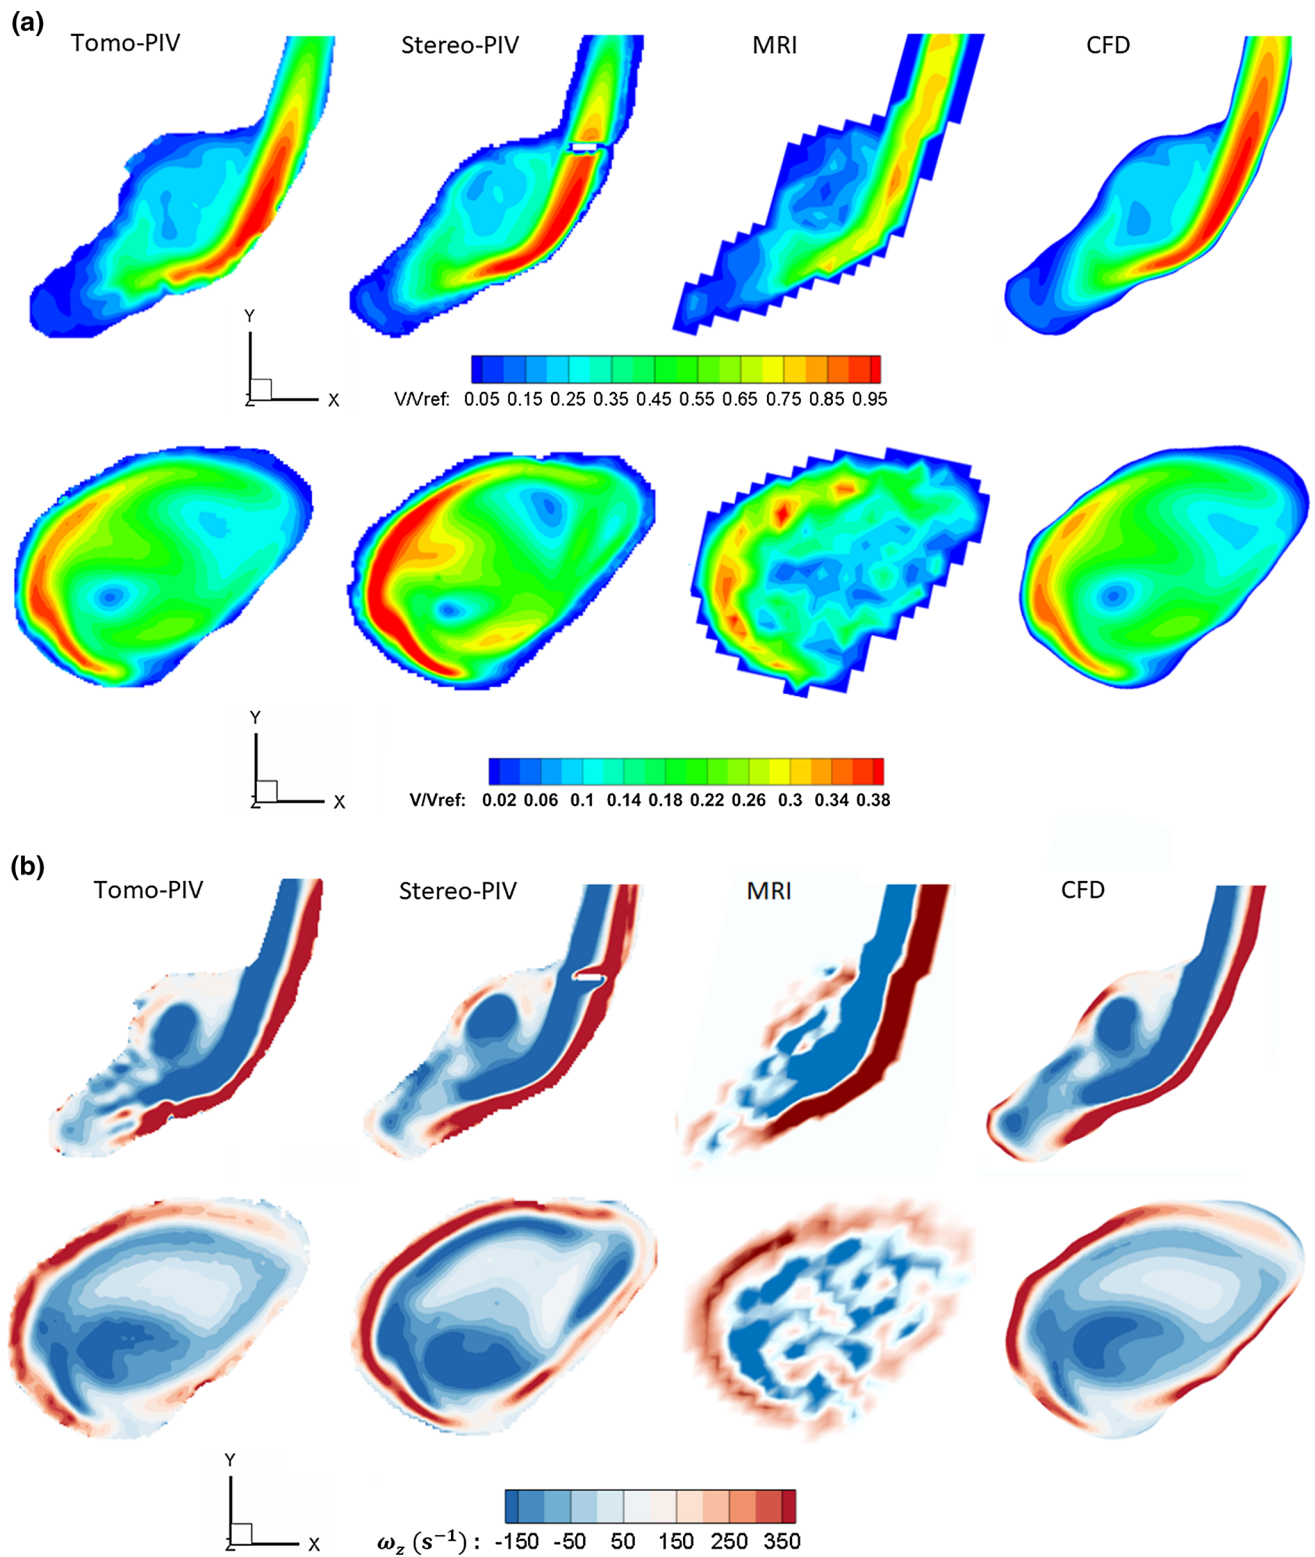 (a)
Tomo-PIV Stereo-PIV MRI CFD
Y
Z X
V/Vref: 0.05 0.15 0.25 0.35 0.45 0.55 0.65 0.75 0.85 0.95
Y
Z X
V/Vref: 0.02 0.06 0.1 0.14 0.18 0.22 0.26 0.3 0.34 0.38
(b)
Tomo-PIV Stereo-PIV MRI CFD
Y
Z X
ω_z (s⁻¹) : -150 -50 50 150 250 350